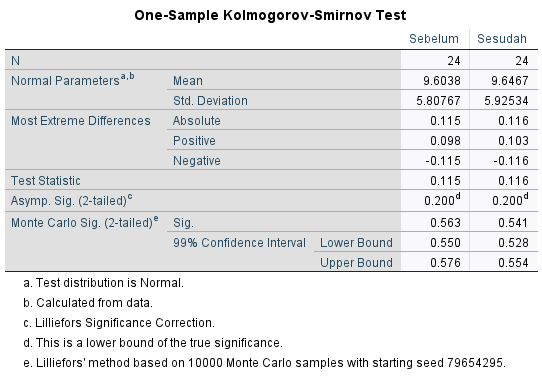 One-Sample Kolmogorov-Smirnov Test
Sebelum Sesudah
N 24 24
Normal Parametersa,b Mean 9.6038 9.6467
Std. Deviation 5.80767 5.92534
Most Extreme Differences Absolute 0.115 0.116
Positive 0.098 0.103
Negative -0.115 -0.116
Test Statistic 0.115 0.116
Asymp. Sig. (2-tailed)c 0.200d 0.200d
Monte Carlo Sig. (2-tailed)e Sig. 0.563 0.541
99% Confidence Interval Lower Bound 0.550 0.528
Upper Bound 0.576 0.554
a. Test distribution is Normal.
b. Calculated from data.
c. Lilliefors Significance Correction.
d. This is a lower bound of the true significance.
e. Lilliefors' method based on 10000 Monte Carlo samples with starting seed 79654295.